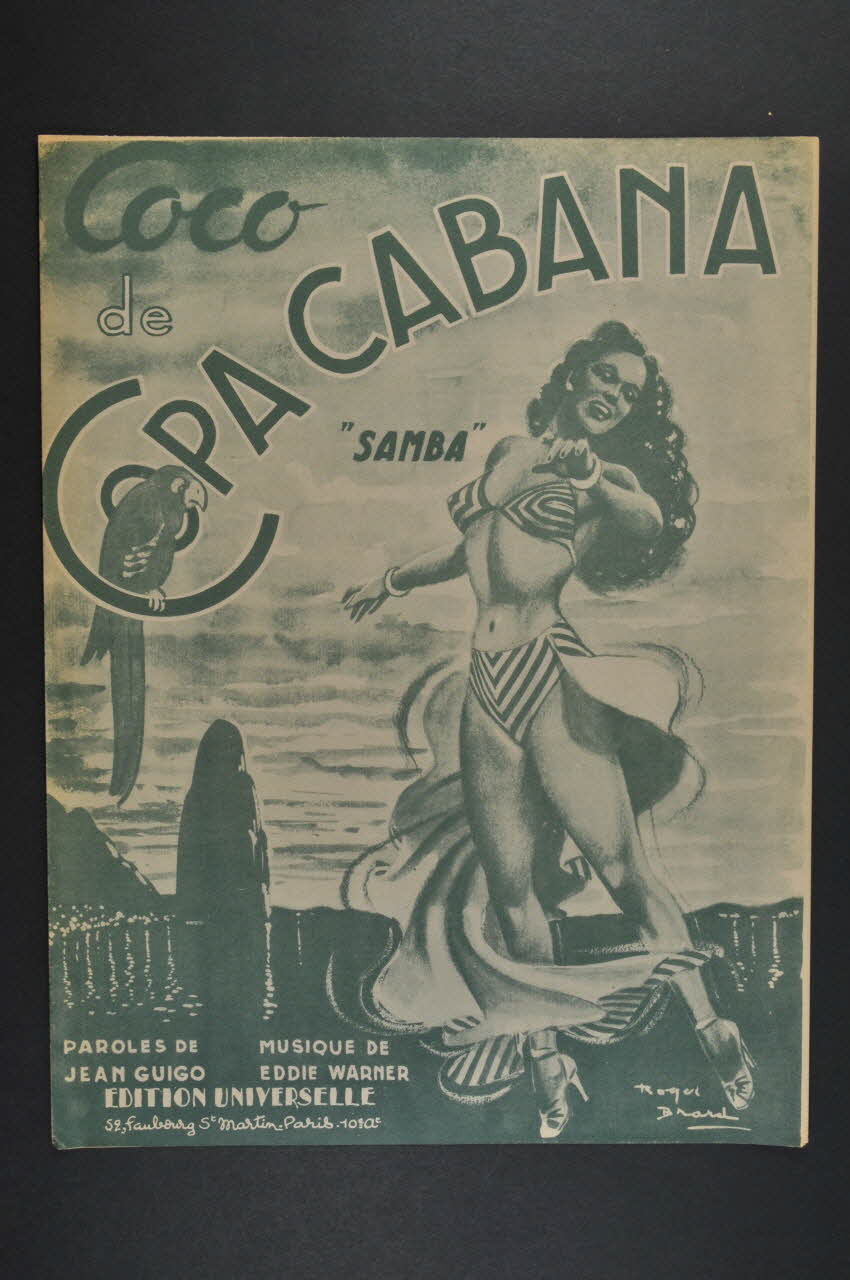 Coco
de
COPACABANA
"SAMBA"
PAROLES DE
JEAN GUIGO
MUSIQUE DE
EDDIE WARNER
EDITION UNIVERSELLE
52, Faubourg St Martin - Paris - 10e Ar
Roger
Brard